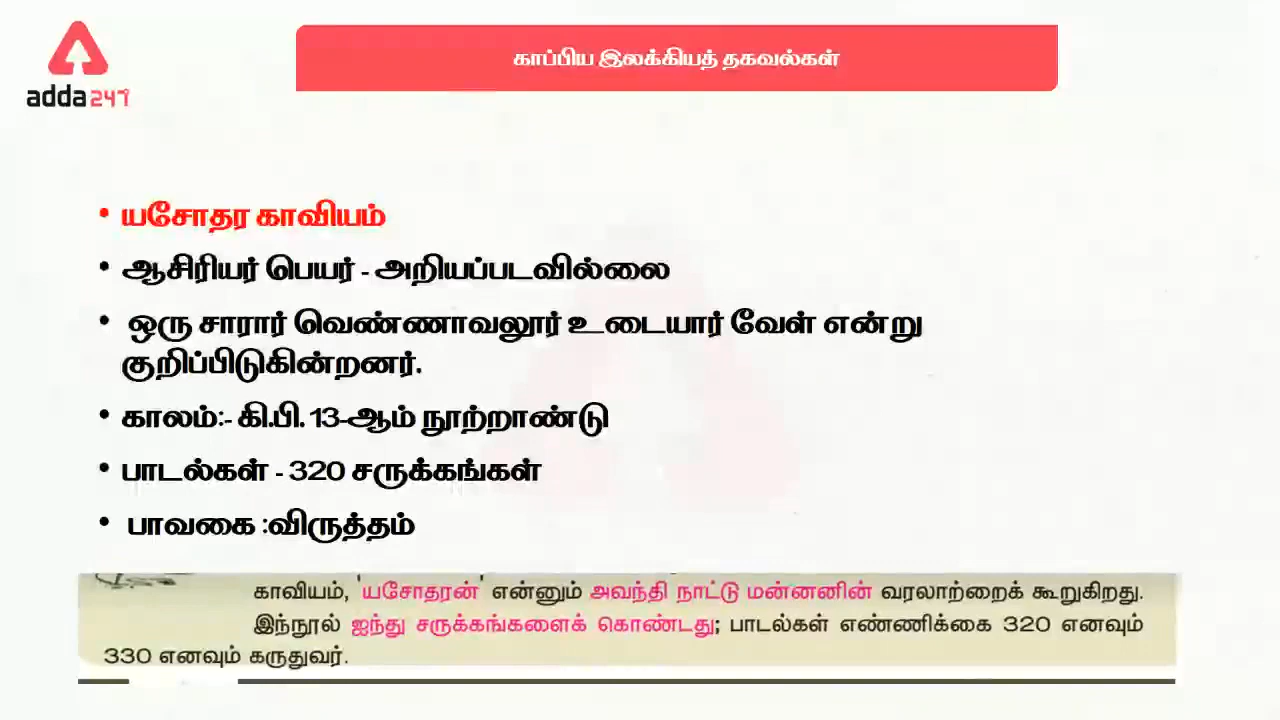 adda247
காப்பிய இலக்கியத் தகவல்கள்
• யசோதர காவியம்
• ஆசிரியர் பெயர் - அறியப்படவில்லை
• ஒரு சாரார் வெண்ணாவலூர் உடையார் வேள் என்று
குறிப்பிடுகின்றனர்.
• காலம்:- கி.பி. 13-ஆம் நூற்றாண்டு
• பாடல்கள் - 320 சருக்கங்கள்
• பாவகை :விருத்தம்
காவியம், 'யசோதரன்' என்னும் அவந்தி நாட்டு மன்னனின் வரலாற்றைக் கூறுகிறது.
இந்நூல் ஐந்து சருக்கங்களைக் கொண்டது; பாடல்கள் எண்ணிக்கை 320 எனவும்
330 எனவும் கருதுவர்.